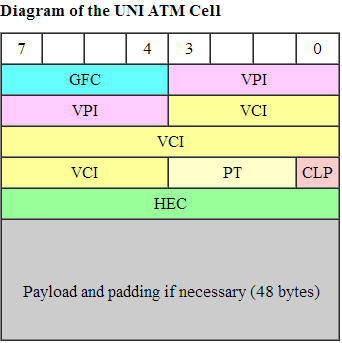 Diagram of the UNI ATM Cell
7 4 3 0
GFC VPI
VPI VCI
VCI
VCI PT CLP
HEC
Payload and padding if necessary (48 bytes)